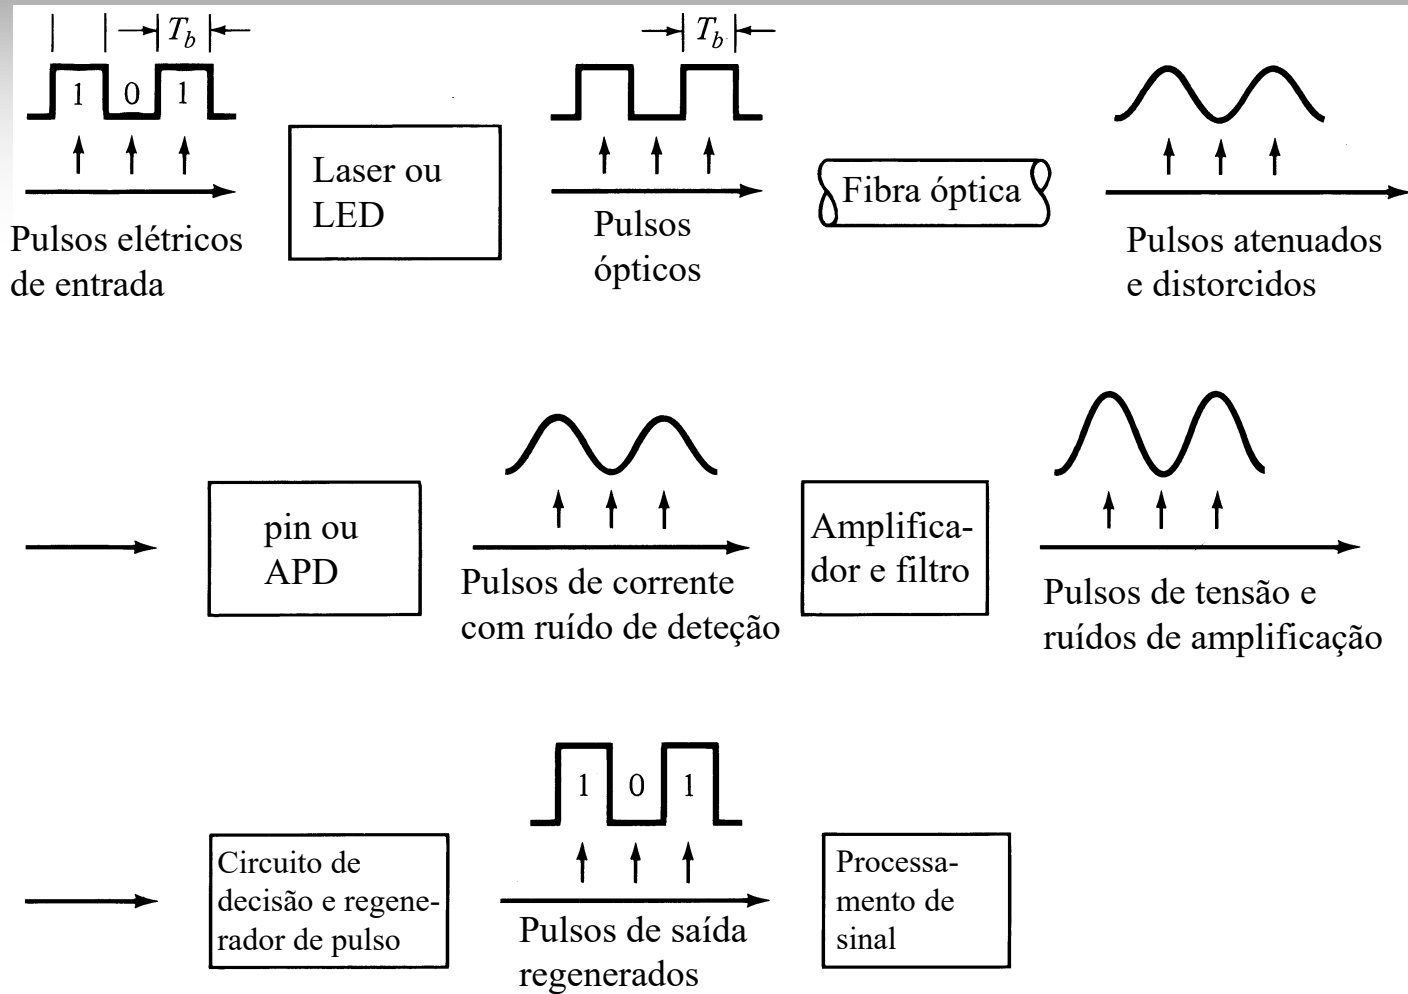 T_b
T_b
1 0 1
Laser ou
LED
Fibra óptica
Pulsos elétricos
de entrada
Pulsos
ópticos
Pulsos atenuados
e distorcidos
pin ou
APD
Amplifica-
dor e filtro
Pulsos de corrente
com ruído de deteção
Pulsos de tensão e
ruídos de amplificação
1 0 1
Circuito de
decisão e regene-
rador de pulso
Processa-
mento de
sinal
Pulsos de saída
regenerados